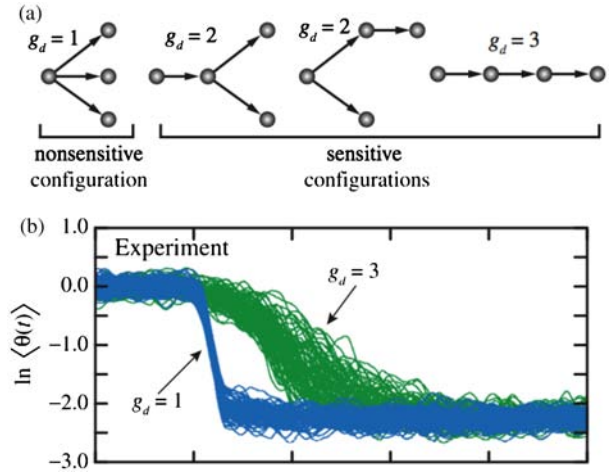 (a)
g_d = 1
g_d = 2
g_d = 2
g_d = 3
nonsensitive
configuration
sensitive
configurations
(b)
1.0
Experiment
0.0
g_d = 3
-1.0
ln ⟨θ(t)⟩
-2.0
g_d = 1
-3.0